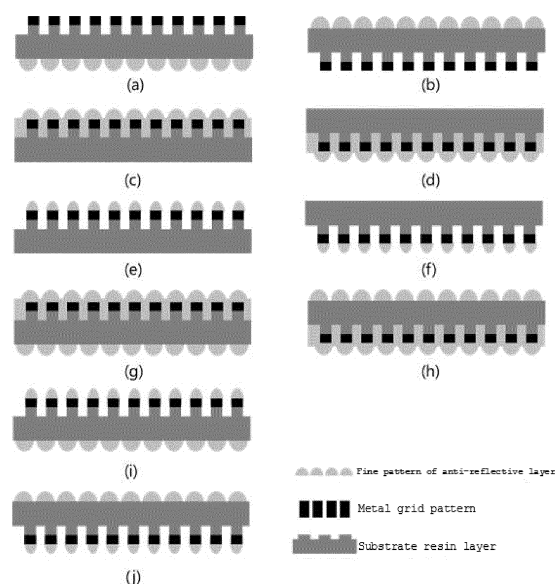 (a)
(b)
(c)
(d)
(e)
(f)
(g)
(h)
(i)
(j)
Fine pattern of anti-reflective layer
Metal grid pattern
Substrate resin layer